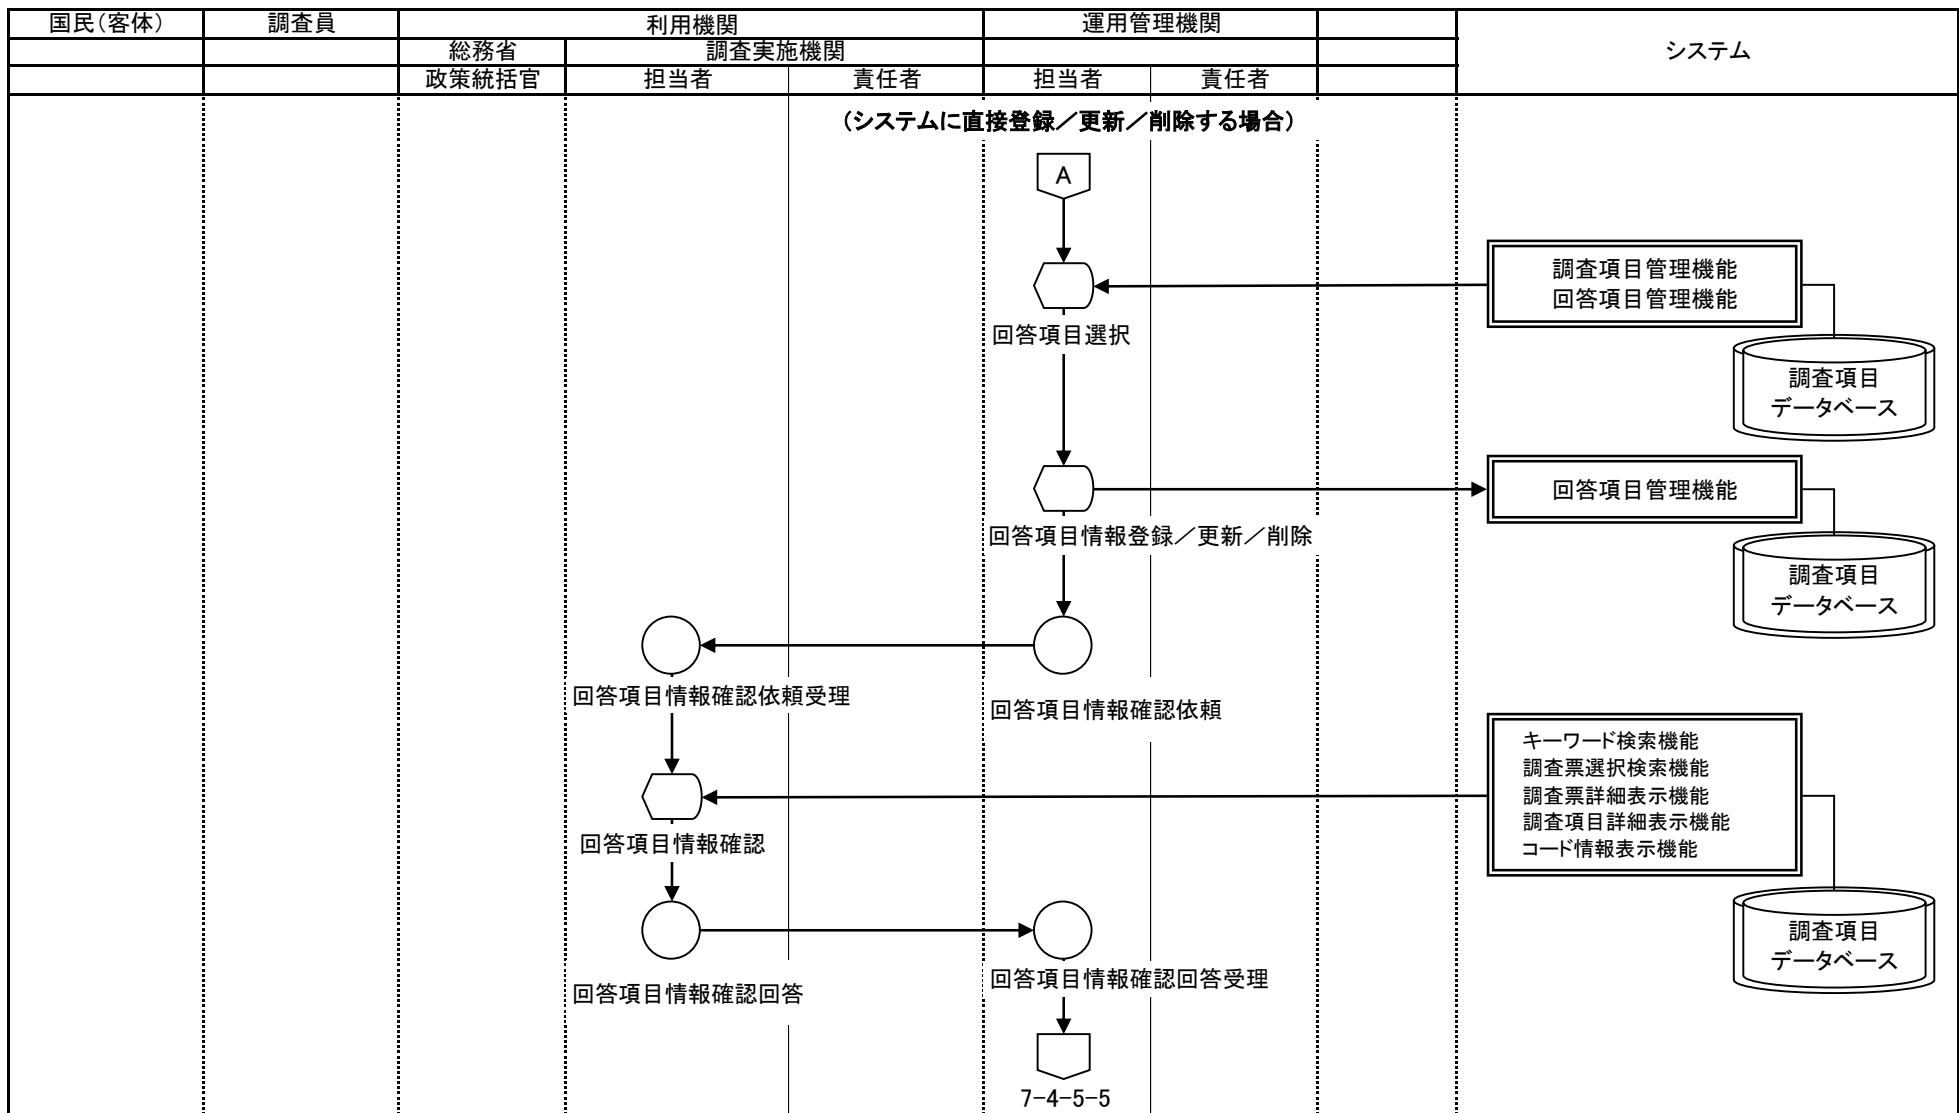 国民(客体)
調査員
利用機関
運用管理機関
システム
総務省
調査実施機関
政策統括官
担当者
責任者
担当者
責任者
(システムに直接登録／更新／削除する場合)
A
調査項目管理機能
回答項目管理機能
回答項目選択
調査項目
データベース
回答項目管理機能
回答項目情報登録／更新／削除
調査項目
データベース
回答項目情報確認依頼受理
回答項目情報確認依頼
キーワード検索機能
調査票選択検索機能
調査票詳細表示機能
調査項目詳細表示機能
コード情報表示機能
回答項目情報確認
調査項目
データベース
回答項目情報確認回答
回答項目情報確認回答受理
7-4-5-5